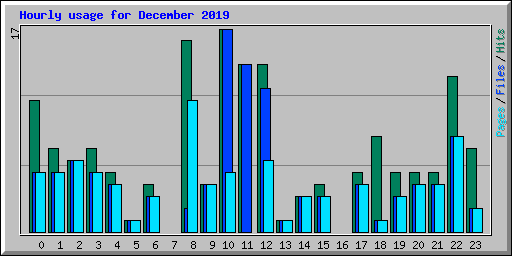 Hourly usage for December 2019
17
Pages/Files/Hits
0 1 2 3 4 5 6 7 8 9 10 11 12 13 14 15 16 17 18 19 20 21 22 23